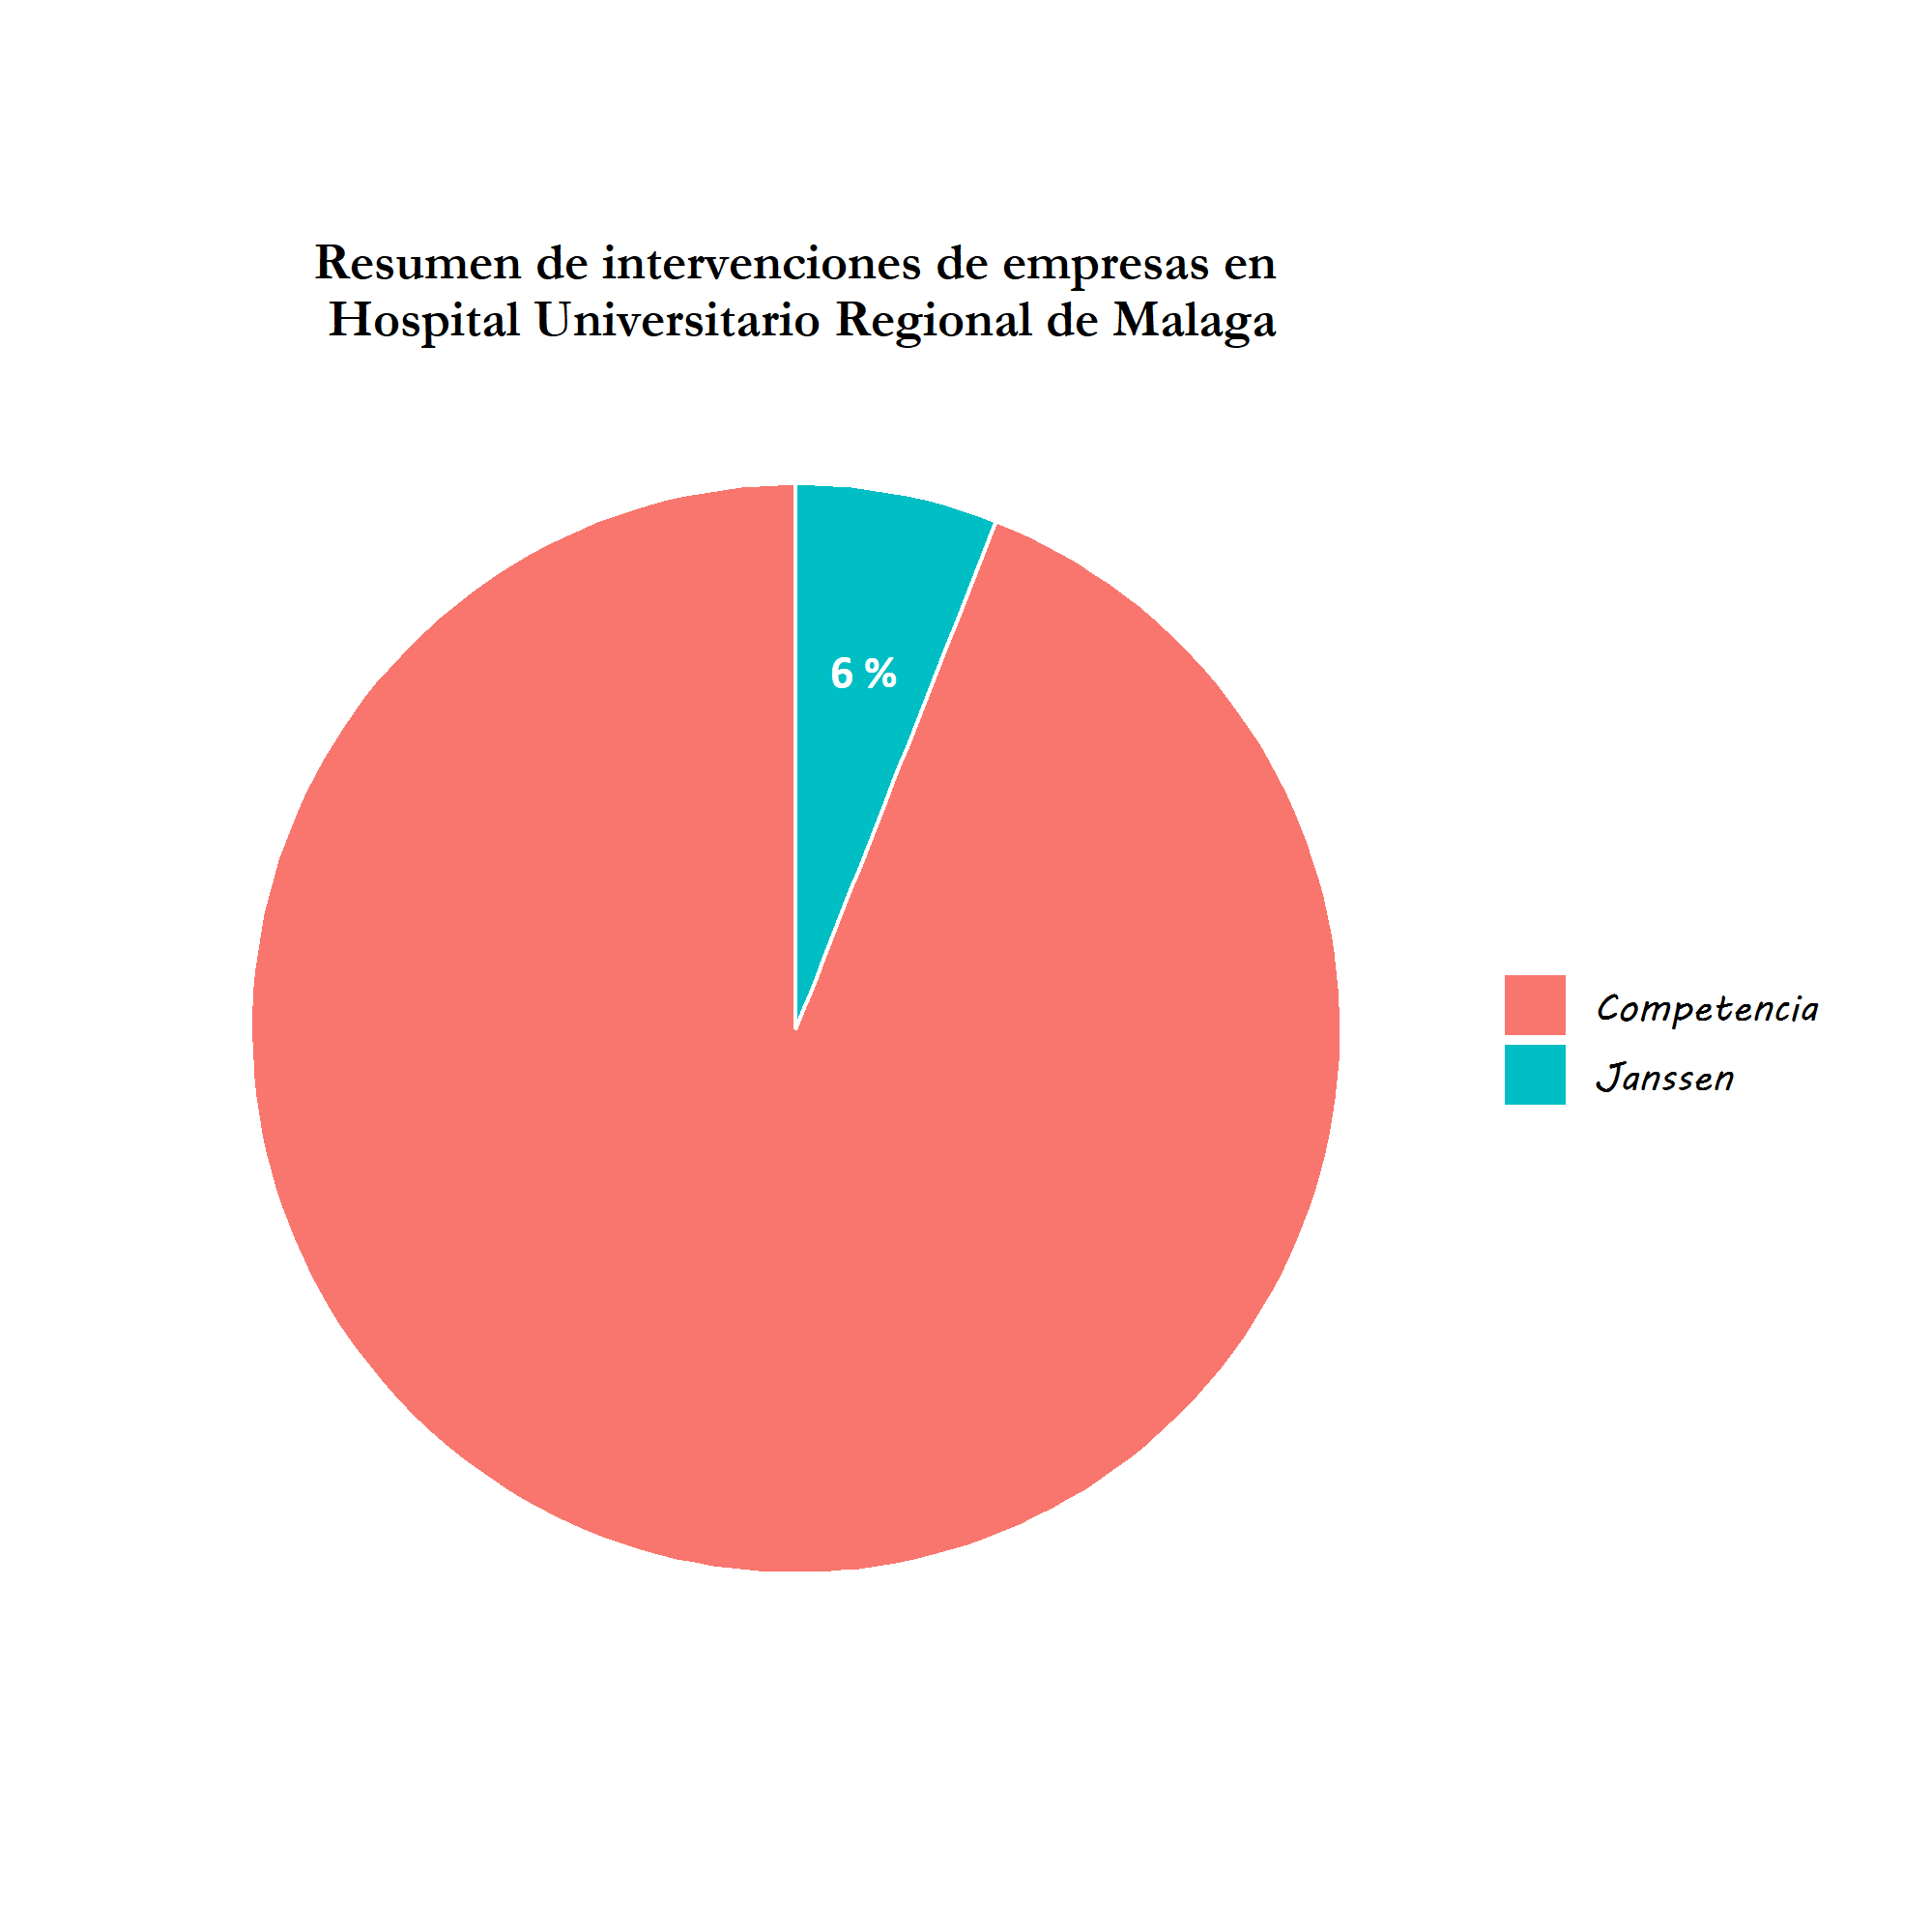 Resumen de intervenciones de empresas en
Hospital Universitario Regional de Malaga
6 %
Competencia
Janssen